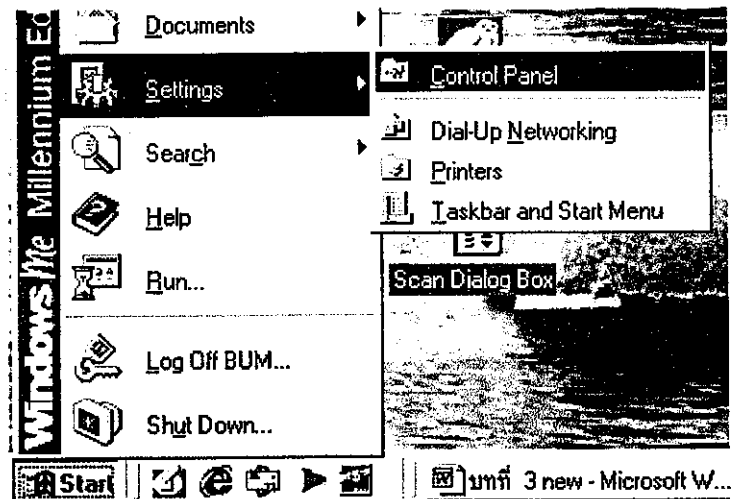 Windows Me Millennium Ed
Documents
Settings
Search
Help
Run...
Log Off BUM...
Shut Down...
Control Panel
Dial-Up Networking
Printers
Taskbar and Start Menu
Scan Dialog Box
Start
บทที่ 3 new - Microsoft W...